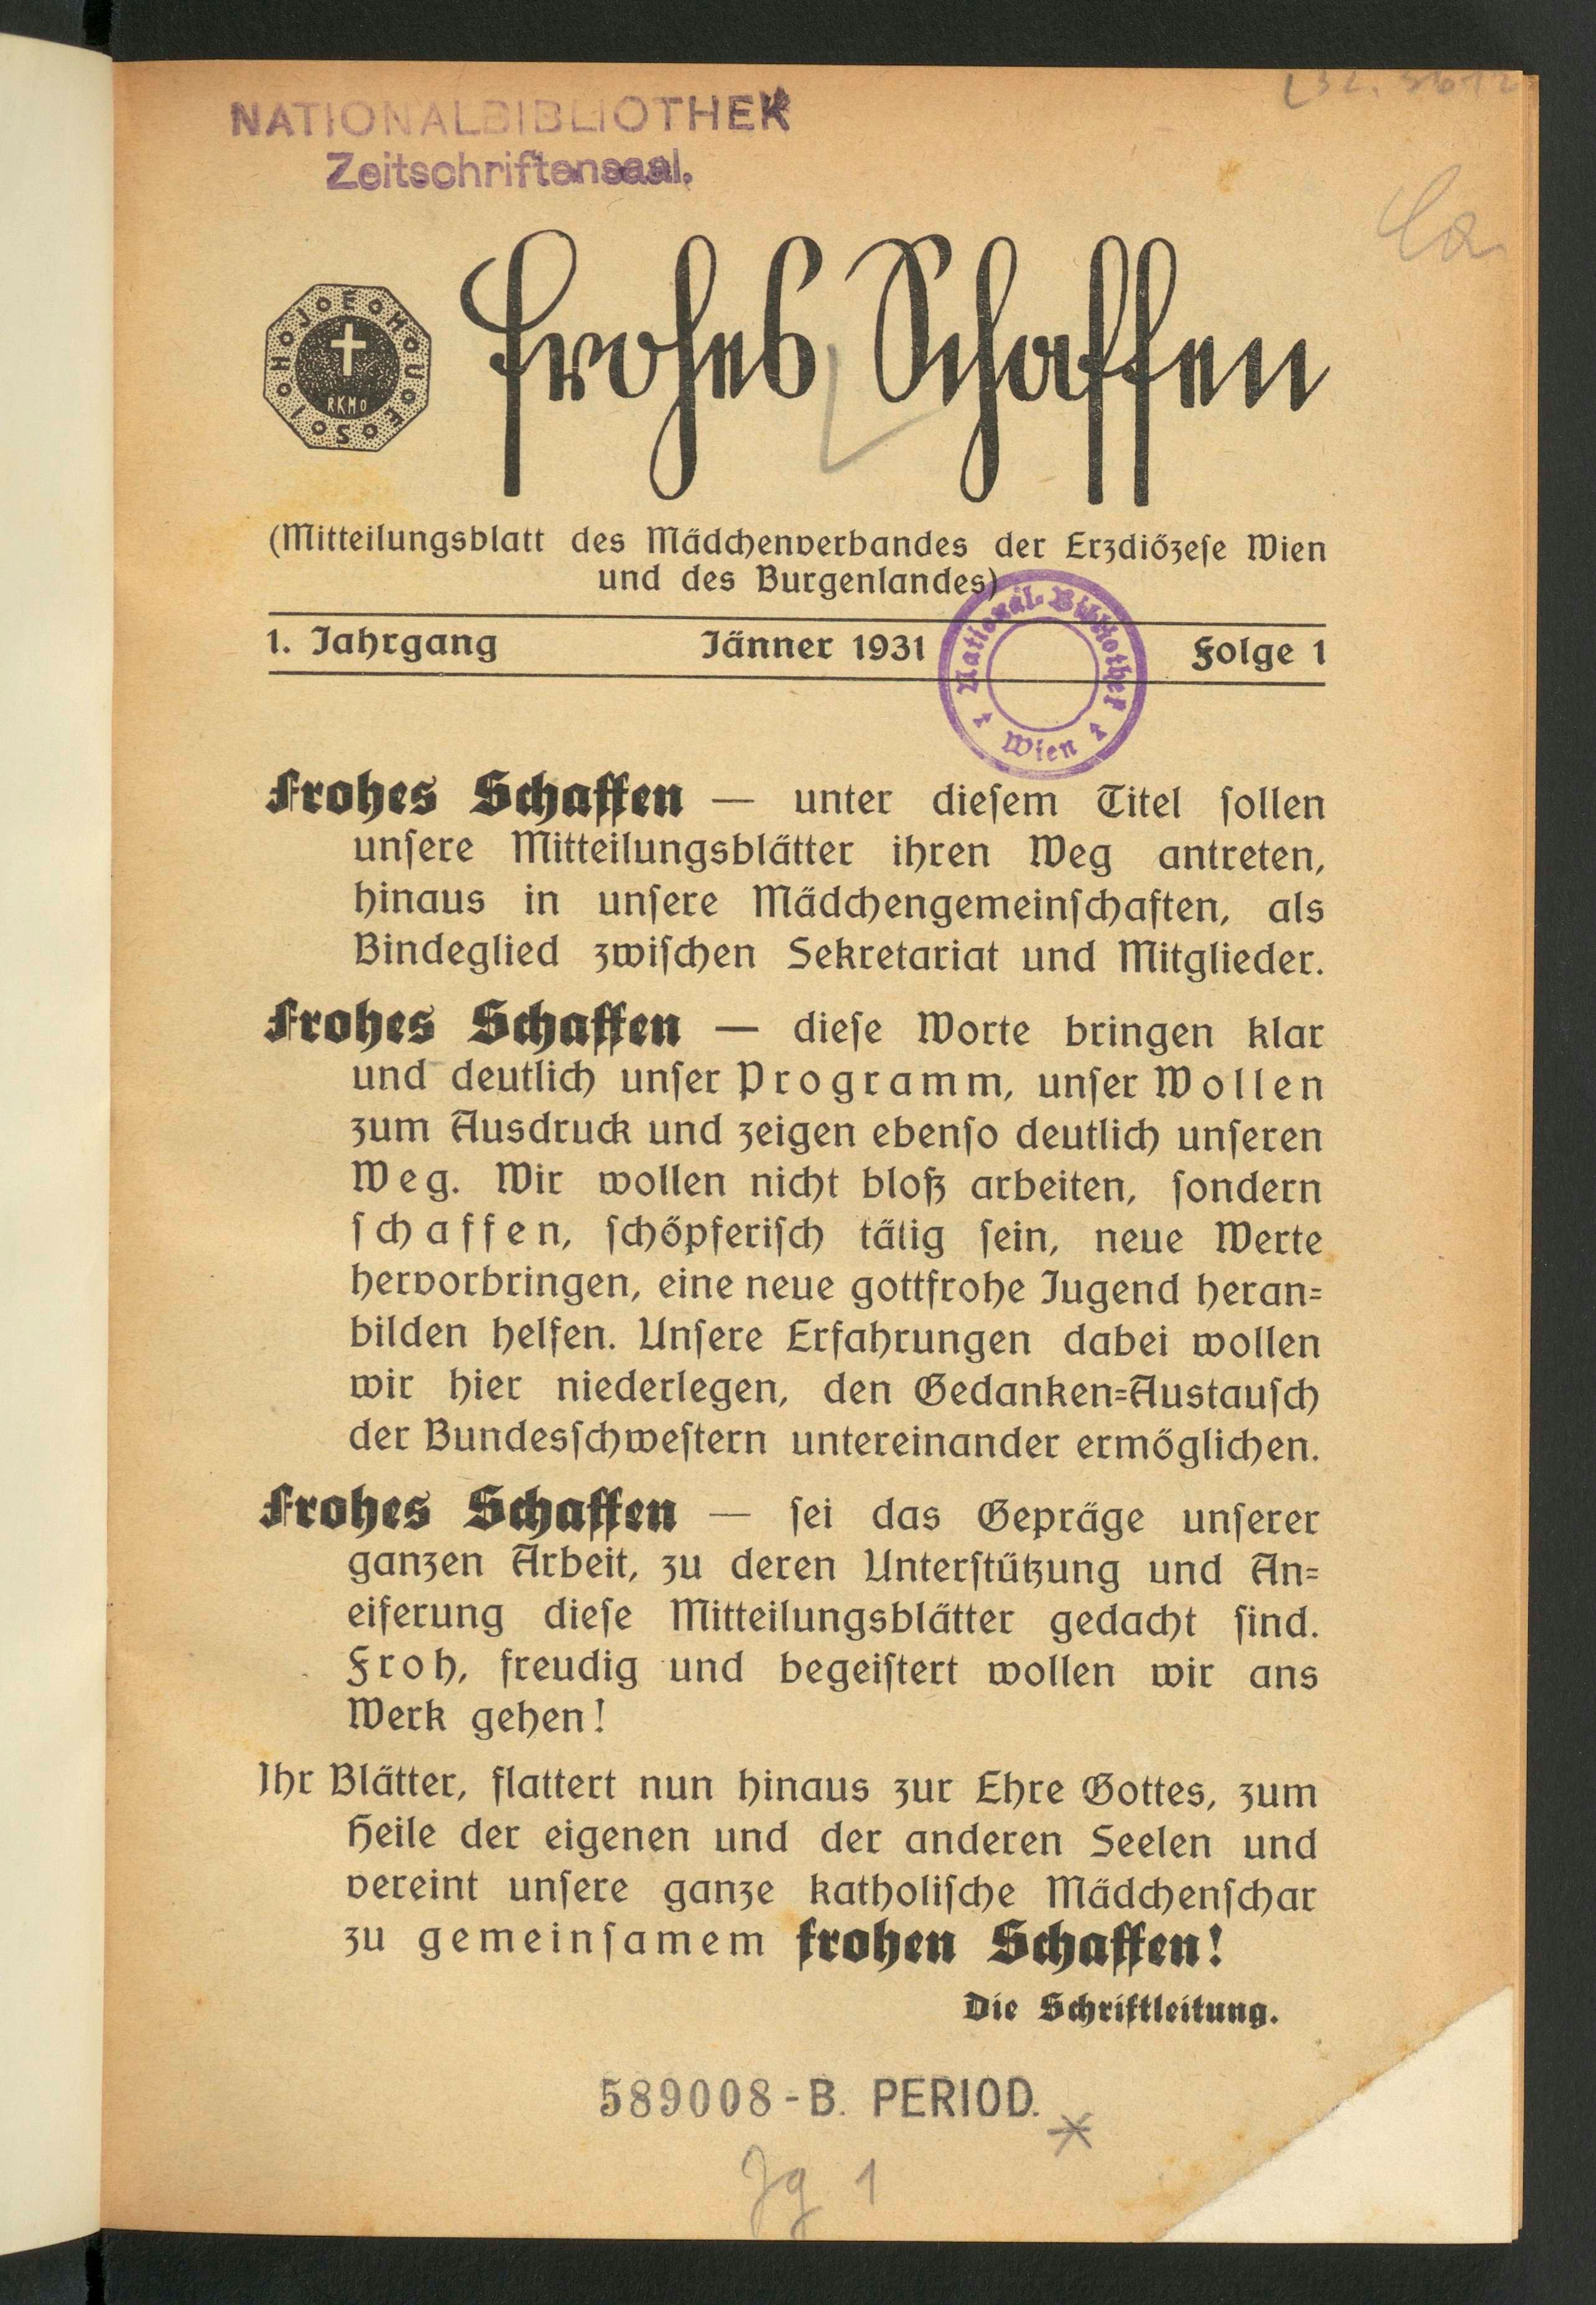 NATIONALBIBLIOTHEK
Zeitschriftensaal.
Frohes Schaffen
RKMO
(Mitteilungsblatt des Mädchenverbandes der Erzdiözese Wien
und des Burgenlandes)
1. Jahrgang Jänner 1931 Folge 1
National-Bibliothek Wien
Frohes Schaffen — unter dieſem Titel ſollen
unſere Mitteilungsblätter ihren Weg antreten,
hinaus in unſere Mädchengemeinſchaften, als
Bindeglied zwiſchen Sekretariat und Mitglieder.
Frohes Schaffen — dieſe Worte bringen klar
und deutlich unſer Programm, unſer Wollen
zum Ausdruck und zeigen ebenſo deutlich unſeren
Weg. Wir wollen nicht bloß arbeiten, ſondern
ſchaffen, ſchöpferiſch tätig ſein, neue Werte
hervorbringen, eine neue gottfrohe Jugend heran=
bilden helfen. Unſere Erfahrungen dabei wollen
wir hier niederlegen, den Gedanken=Austauſch
der Bundesſchweſtern untereinander ermöglichen.
Frohes Schaffen — ſei das Gepräge unſerer
ganzen Arbeit, zu deren Unterſtützung und An=
eiferung dieſe Mitteilungsblätter gedacht ſind.
Froh, freudig und begeiſtert wollen wir ans
Werk gehen!
Ihr Blätter, flattert nun hinaus zur Ehre Gottes, zum
Heile der eigenen und der anderen Seelen und
vereint unſere ganze katholiſche Mädchenſchar
zu gemeinſamem frohen Schaffen!
Die Schriftleitung.
589008-B. PERIOD.
Jg 1